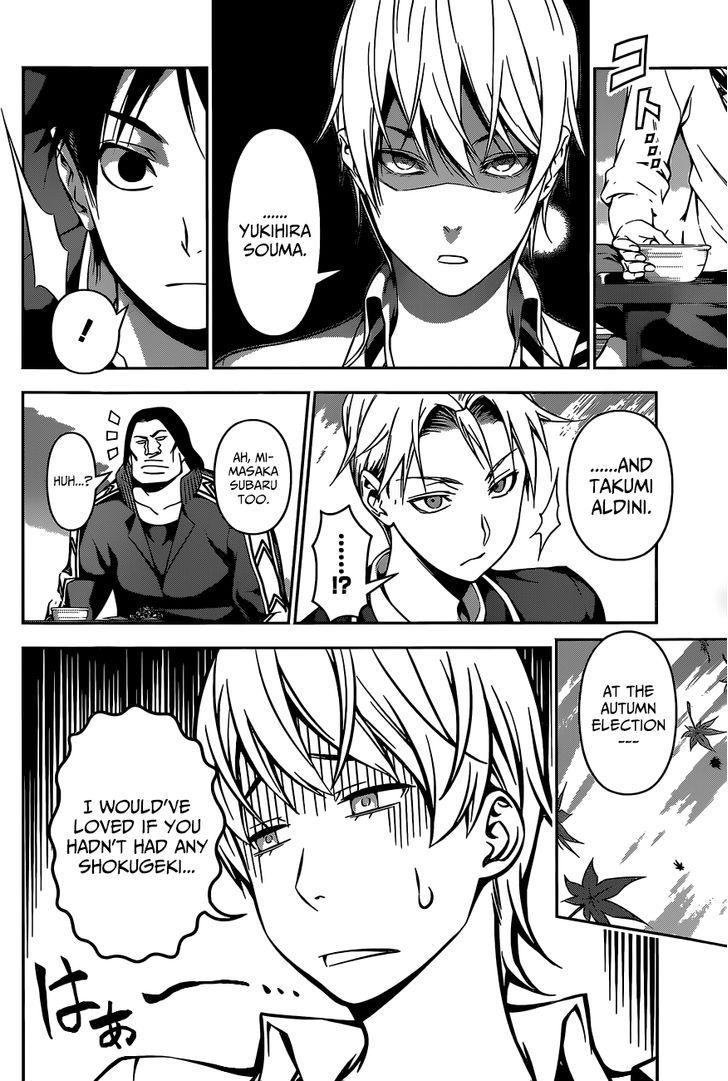 コト。。。
......
YUKIHIRA
SOUMA.
!
......AND
TAKUMI
ALDINI.
......
!?
AH, MI-
MASAKA
SUBARU
TOO.
HUH...?
AT THE
AUTUMN
ELECTION
---
I WOULD'VE
LOVED IF YOU
HADN'T HAD ANY
SHOKUGEKI...
はぁー…